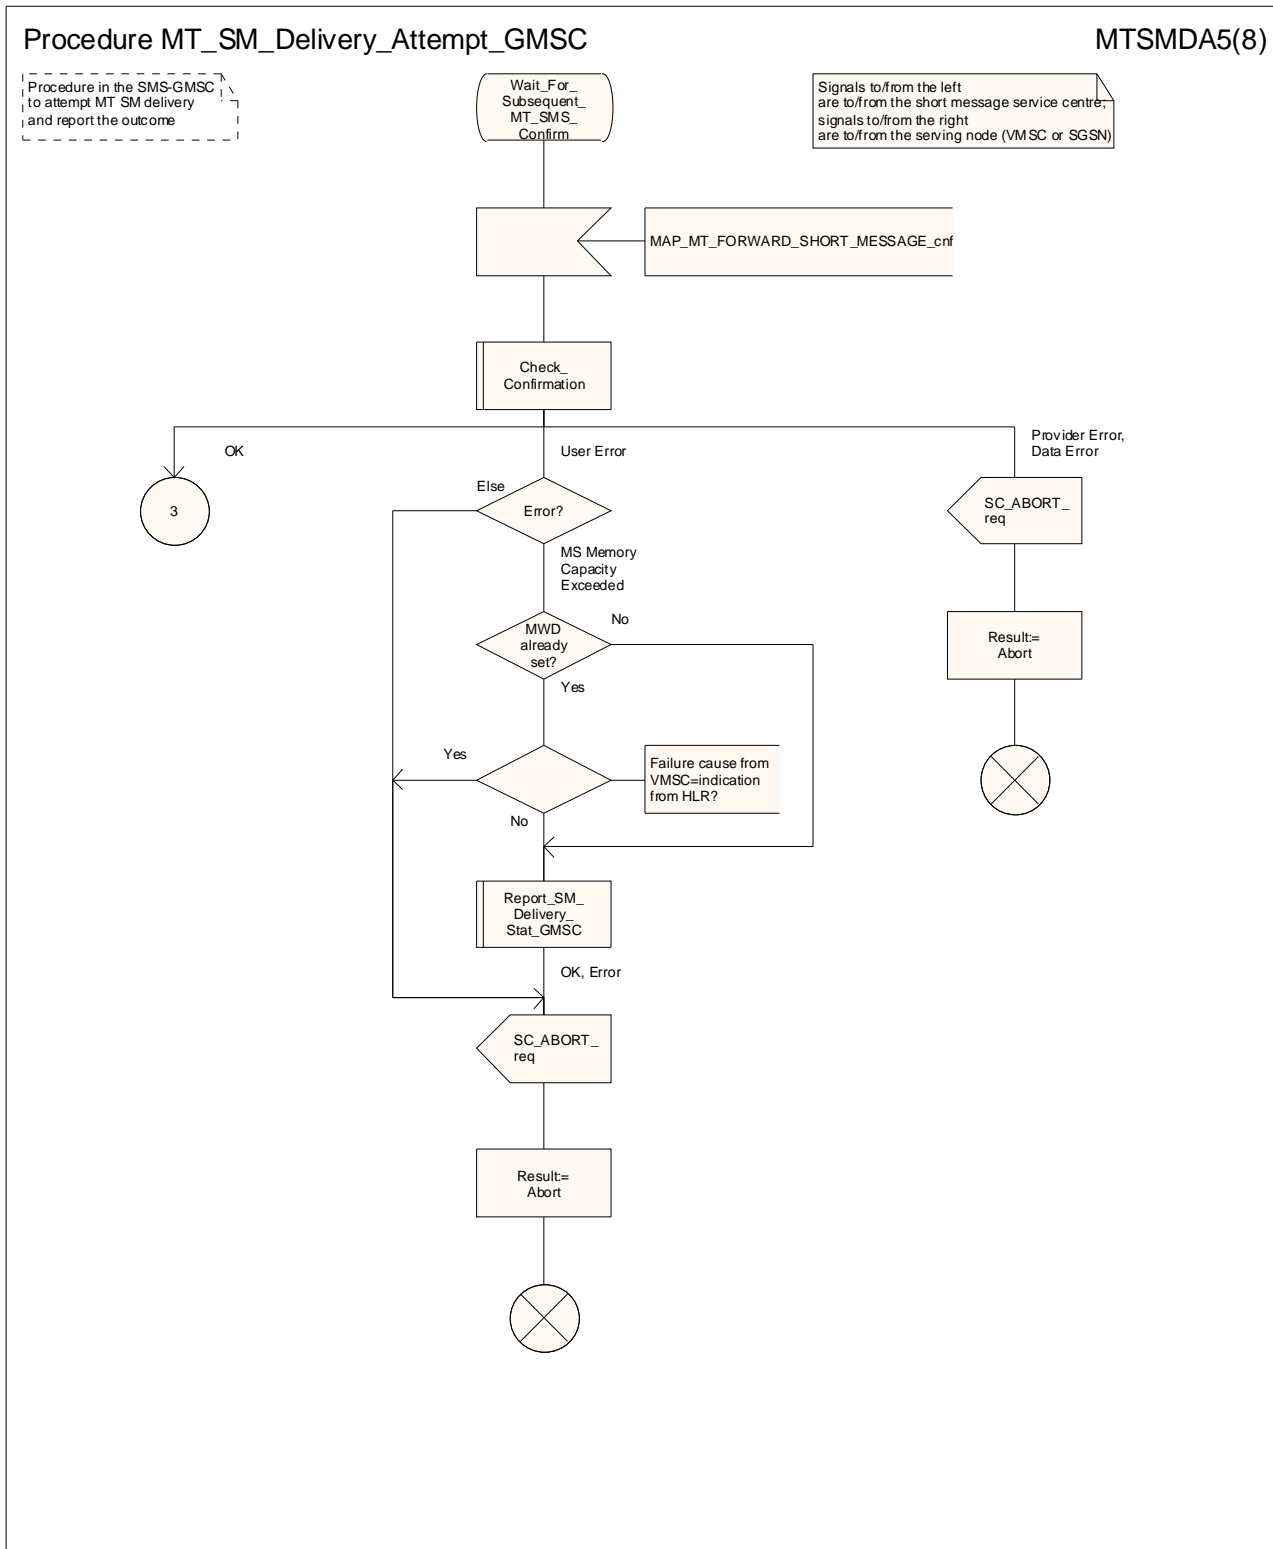 Procedure MT_SM_Delivery_Attempt_GMSC
MTSMDA5(8)
Procedure in the SMS-GMSC
to attempt MT SM delivery
and report the outcome
Wait_For_
Subsequent_
MT_SMS_
Confirm
Signals to/from the left
are to/from the short message service centre;
signals to/from the right
are to/from the serving node (VMSC or SGSN)
MAP_MT_FORWARD_SHORT_MESSAGE_cnf
Check_
Confirmation
OK
User Error
Provider Error,
Data Error
3
Else
Error?
SC_ABORT_
req
MS Memory
Capacity
Exceeded
No
MWD
already
set?
Result:=
Abort
Yes
Yes
Failure cause from
VMSC=indication
from HLR?
No
Report_SM_
Delivery_
Stat_GMSC
OK, Error
SC_ABORT_
req
Result:=
Abort